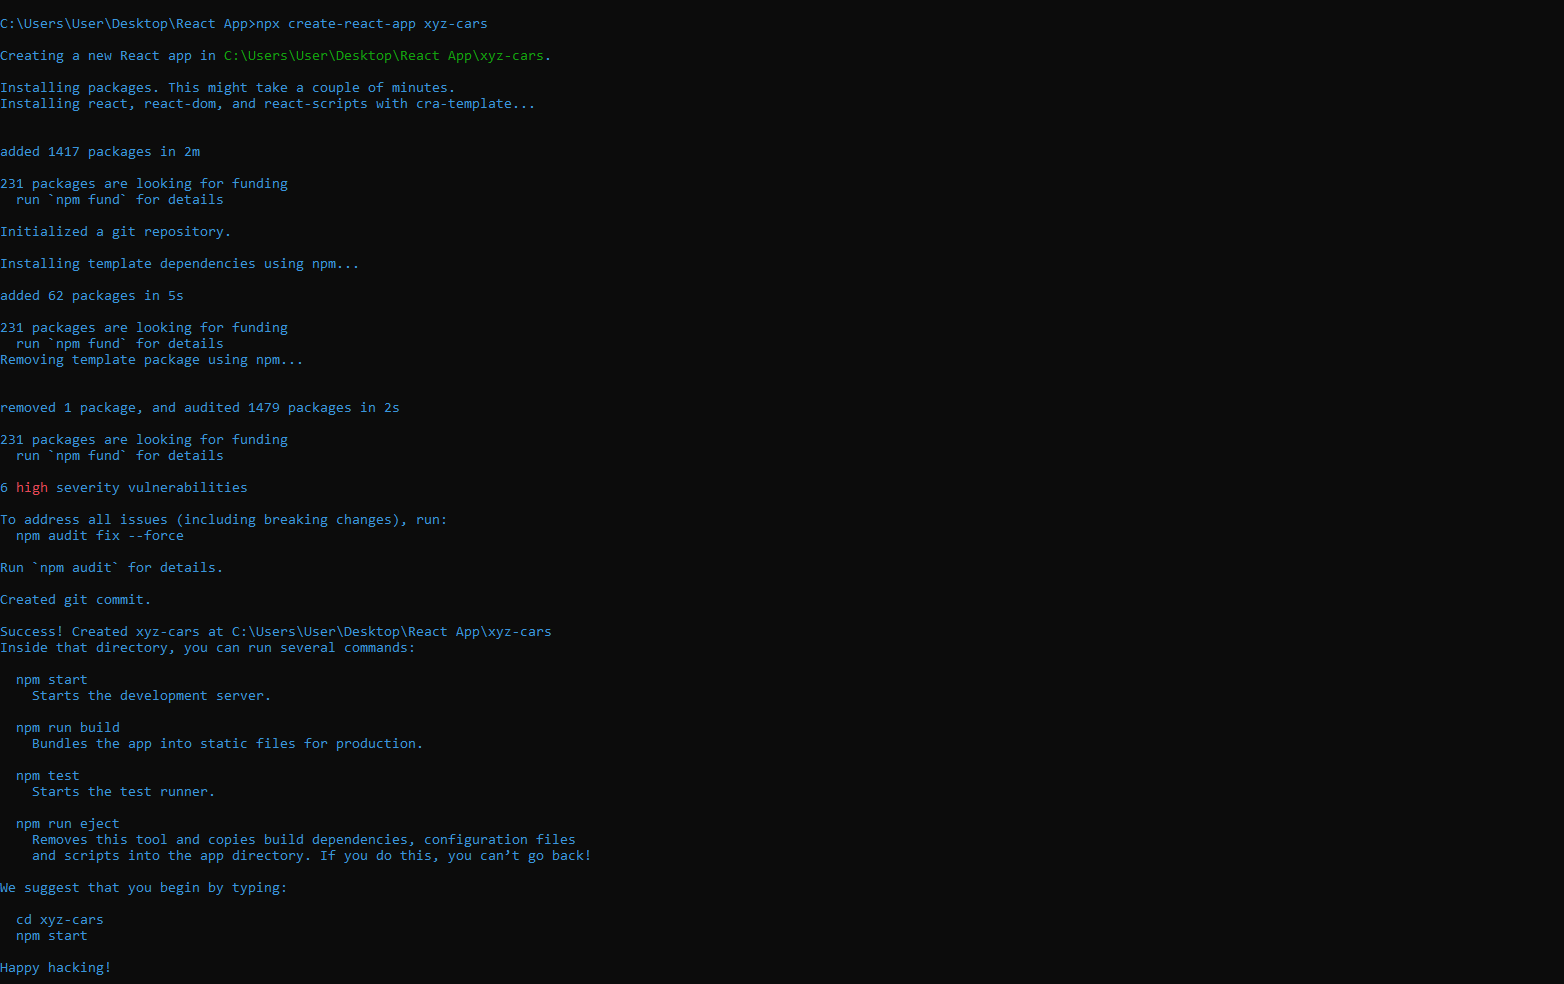 C:\Users\User\Desktop\React App>npx create-react-app xyz-cars
Creating a new React app in C:\Users\User\Desktop\React App\xyz-cars.
Installing packages. This might take a couple of minutes.
Installing react, react-dom, and react-scripts with cra-template...
added 1417 packages in 2m
231 packages are looking for funding
  run `npm fund` for details
Initialized a git repository.
Installing template dependencies using npm...
added 62 packages in 5s
231 packages are looking for funding
  run `npm fund` for details
Removing template package using npm...
removed 1 package, and audited 1479 packages in 2s
231 packages are looking for funding
  run `npm fund` for details
6 high severity vulnerabilities
To address all issues (including breaking changes), run:
  npm audit fix --force
Run `npm audit` for details.
Created git commit.
Success! Created xyz-cars at C:\Users\User\Desktop\React App\xyz-cars
Inside that directory, you can run several commands:
  npm start
    Starts the development server.
  npm run build
    Bundles the app into static files for production.
  npm test
    Starts the test runner.
  npm run eject
    Removes this tool and copies build dependencies, configuration files
    and scripts into the app directory. If you do this, you can’t go back!
We suggest that you begin by typing:
  cd xyz-cars
  npm start
Happy hacking!